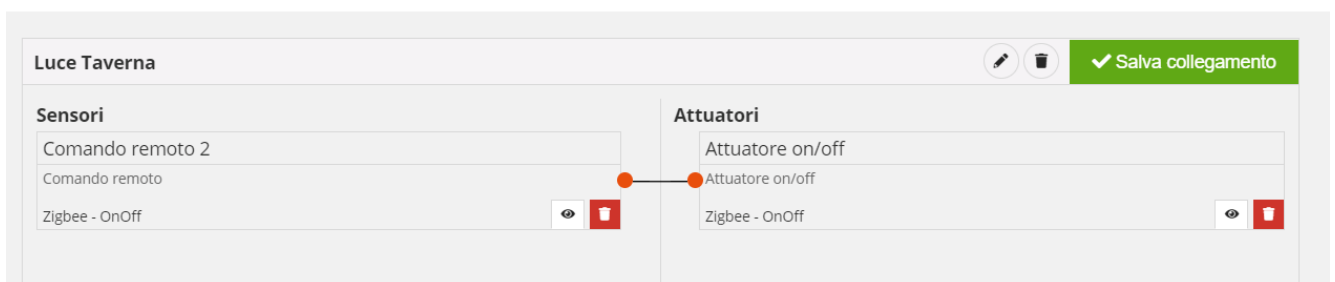 Luce Taverna
Salva collegamento
Sensori
Comando remoto 2
Comando remoto
Zigbee - OnOff
Attuatori
Attuatore on/off
Attuatore on/off
Zigbee - OnOff